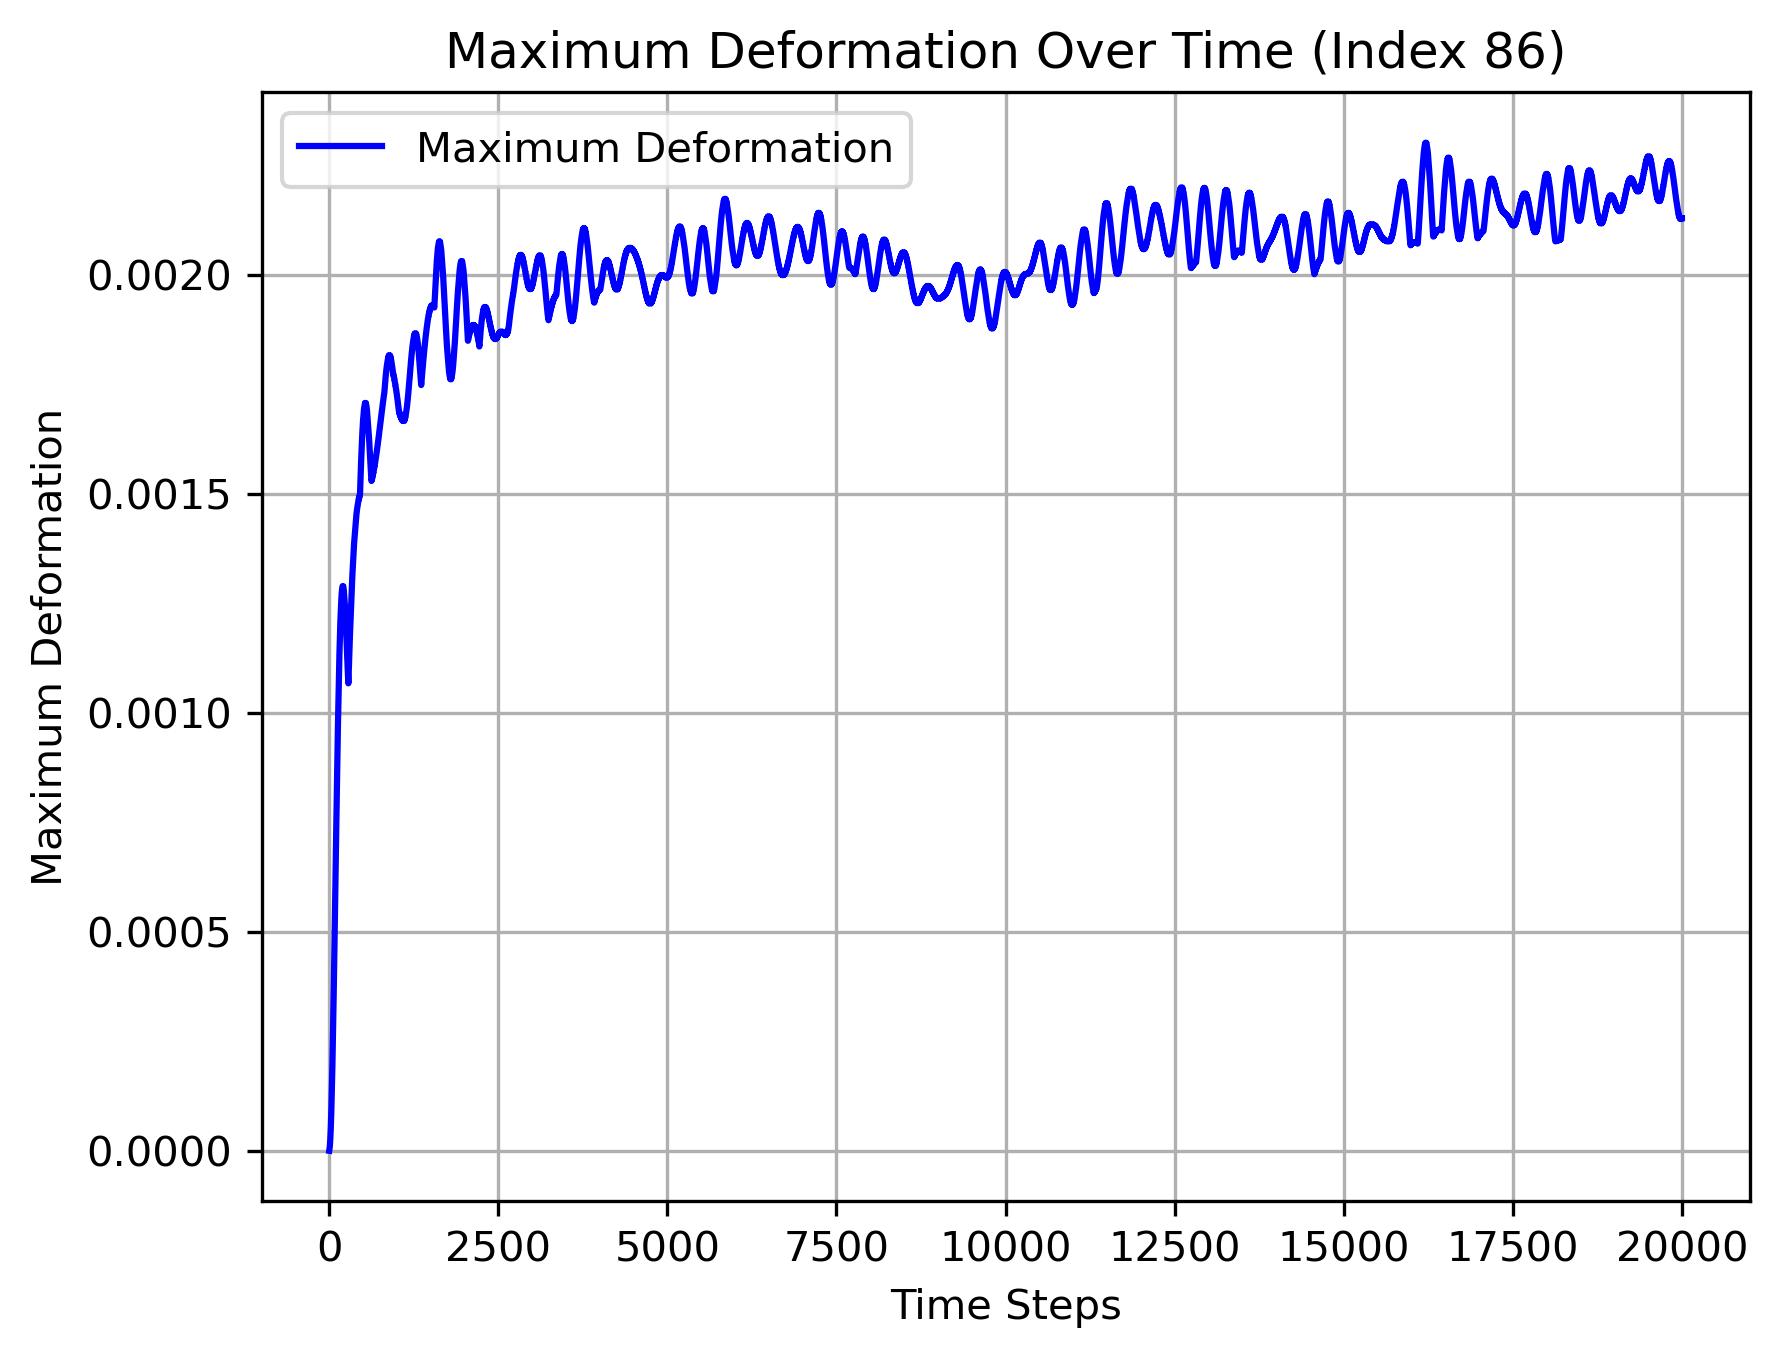 Maximum Deformation Over Time (Index 86)
Maximum Deformation
0.0020
0.0015
0.0010
0.0005
0.0000
Maximum Deformation
0 2500 5000 7500 10000 12500 15000 17500 20000
Time Steps